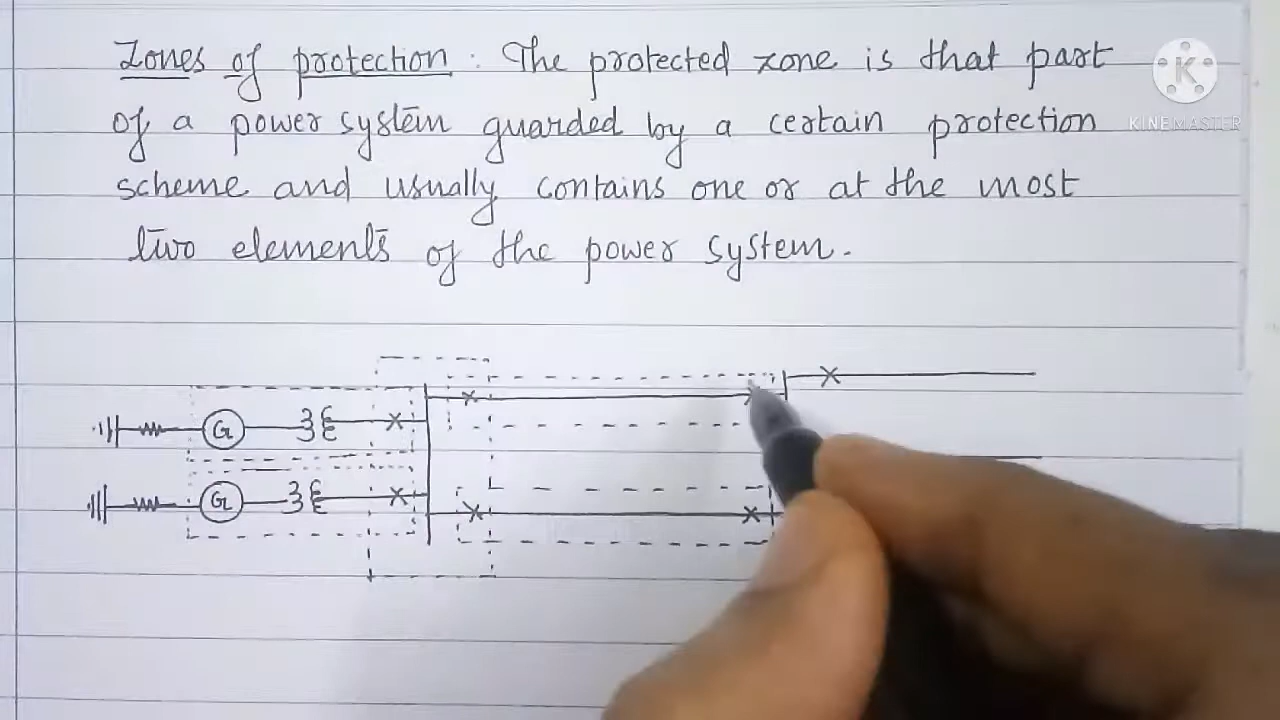 Zones of protection : The protected zone is that part
of a power system guarded by a certain protection
scheme and usually contains one or at the most
two elements of the power system.
K
KINEMASTER
G
G